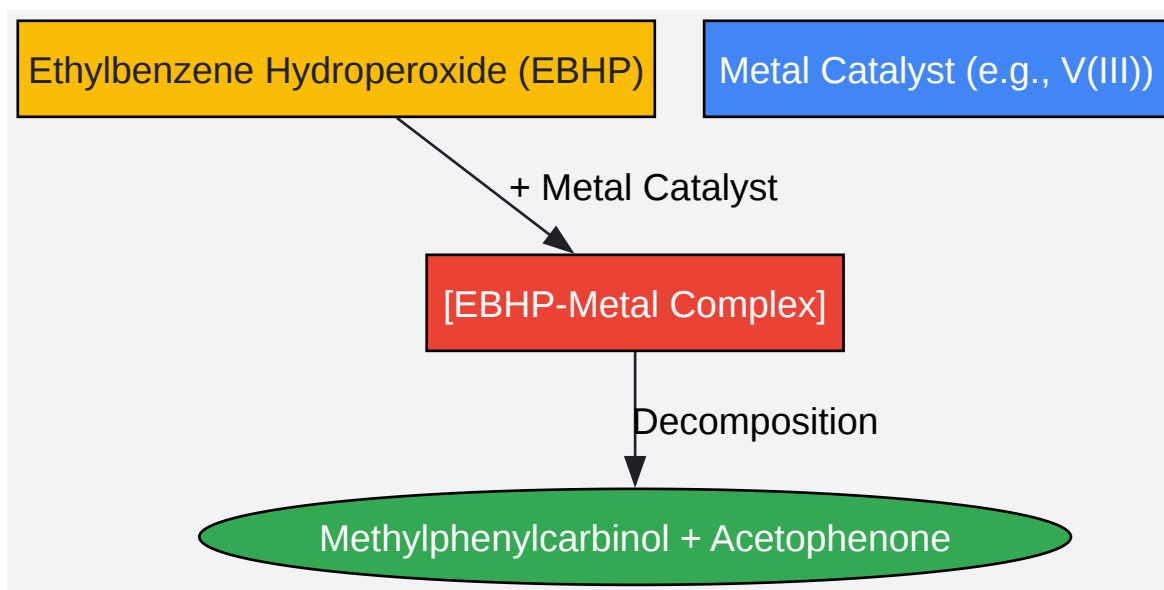 Ethylbenzene Hydroperoxide (EBHP)
Metal Catalyst (e.g., V(III))
+ Metal Catalyst
[EBHP-Metal Complex]
Decomposition
Methylphenylcarbinol + Acetophenone